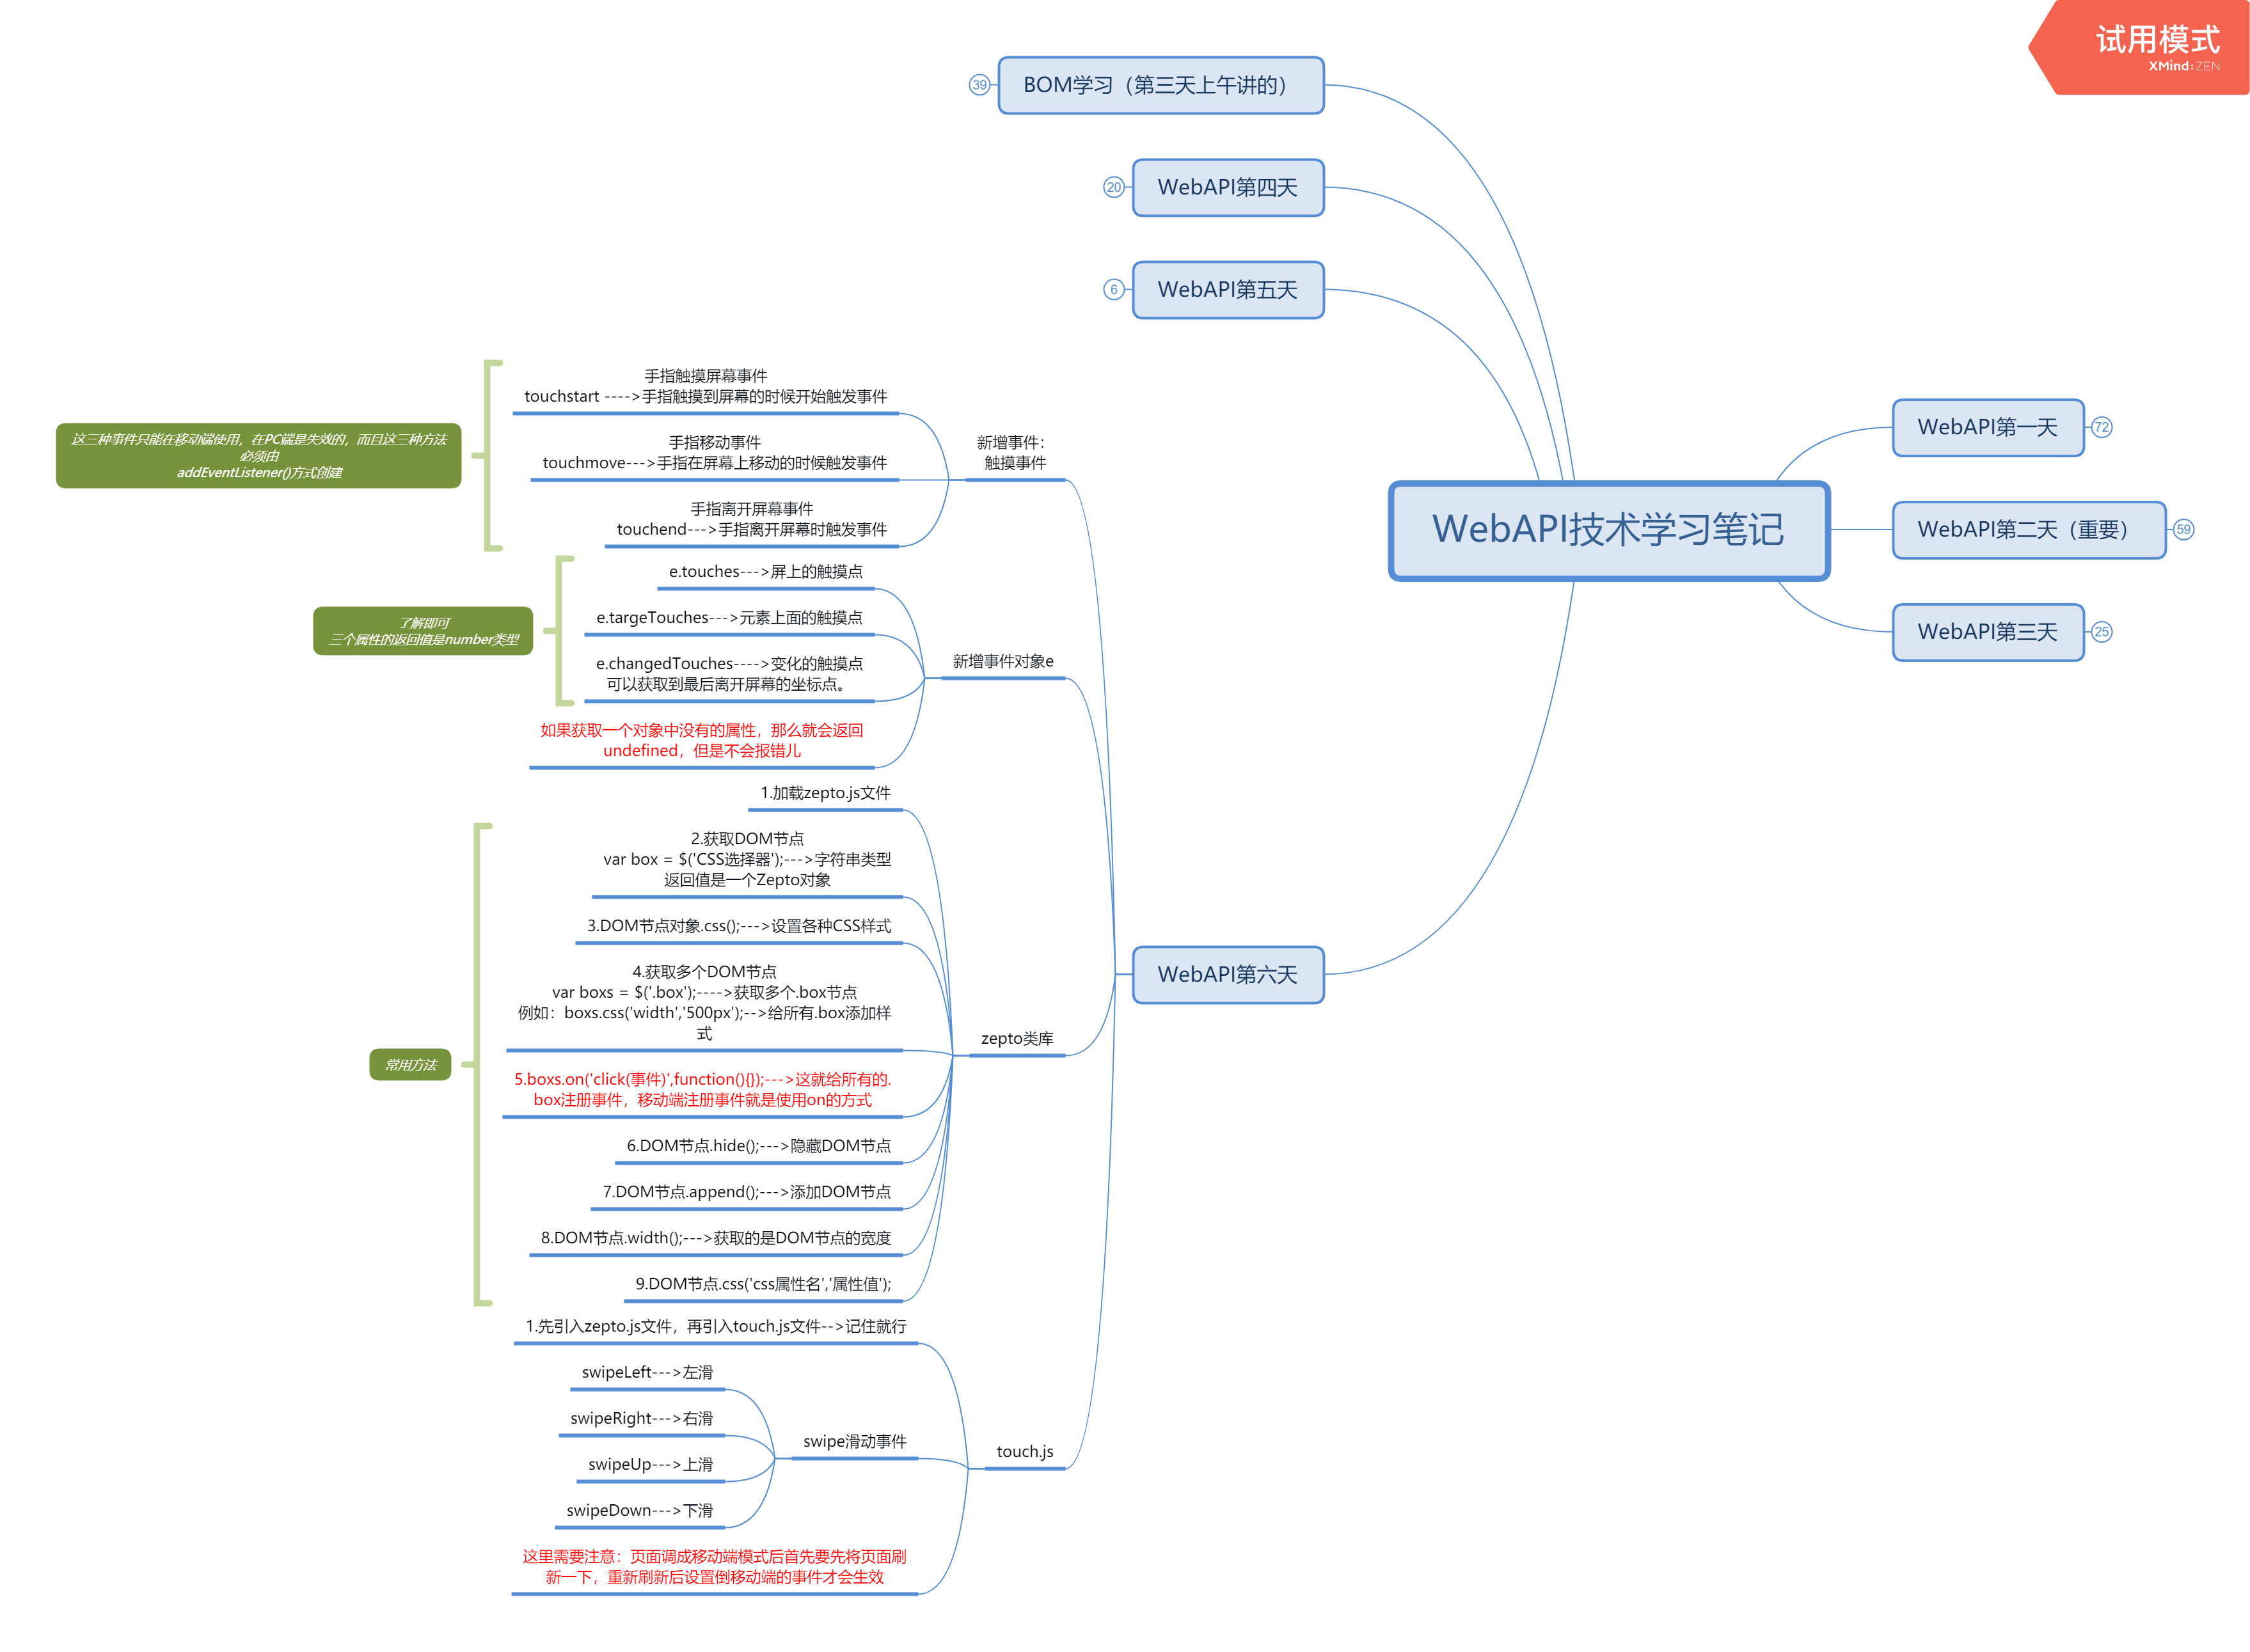 试用模式
XMind:ZEN
BOM学习（第三天上午讲的）
39
WebAPI第四天
20
WebAPI第五天
6
WebAPI技术学习笔记
WebAPI第一天
72
WebAPI第二天（重要）
59
WebAPI第三天
25
WebAPI第六天
新增事件：
触摸事件
手指触摸屏幕事件
touchstart ---->手指触摸到屏幕的时候开始触发事件
手指移动事件
touchmove--->手指在屏幕上移动的时候触发事件
手指离开屏幕事件
touchend--->手指离开屏幕时触发事件
这三种事件只能在移动端使用，在PC端是失效的，而且这三种方法
必须由
addEventListener()方式创建
新增事件对象e
e.touches--->屏上的触摸点
e.targeTouches--->元素上面的触摸点
e.changedTouches---->变化的触摸点
可以获取到最后离开屏幕的坐标点。
如果获取一个对象中没有的属性，那么就会返回
undefined，但是不会报错儿
了解即可
三个属性的返回值是number类型
zepto类库
1.加载zepto.js文件
2.获取DOM节点
var box = $('CSS选择器');--->字符串类型
返回值是一个Zepto对象
3.DOM节点对象.css();--->设置各种CSS样式
4.获取多个DOM节点
var boxs = $('.box');---->获取多个.box节点
例如：boxs.css('width','500px');-->给所有.box添加样
式
5.boxs.on('click(事件)',function(){});--->这就给所有的.
box注册事件，移动端注册事件就是使用on的方式
6.DOM节点.hide();--->隐藏DOM节点
7.DOM节点.append();--->添加DOM节点
8.DOM节点.width();--->获取的是DOM节点的宽度
9.DOM节点.css('css属性名','属性值');
常用方法
touch.js
1.先引入zepto.js文件，再引入touch.js文件-->记住就行
swipe滑动事件
swipeLeft--->左滑
swipeRight--->右滑
swipeUp--->上滑
swipeDown--->下滑
这里需要注意：页面调成移动端模式后首先要先将页面刷
新一下，重新刷新后设置倒移动端的事件才会生效